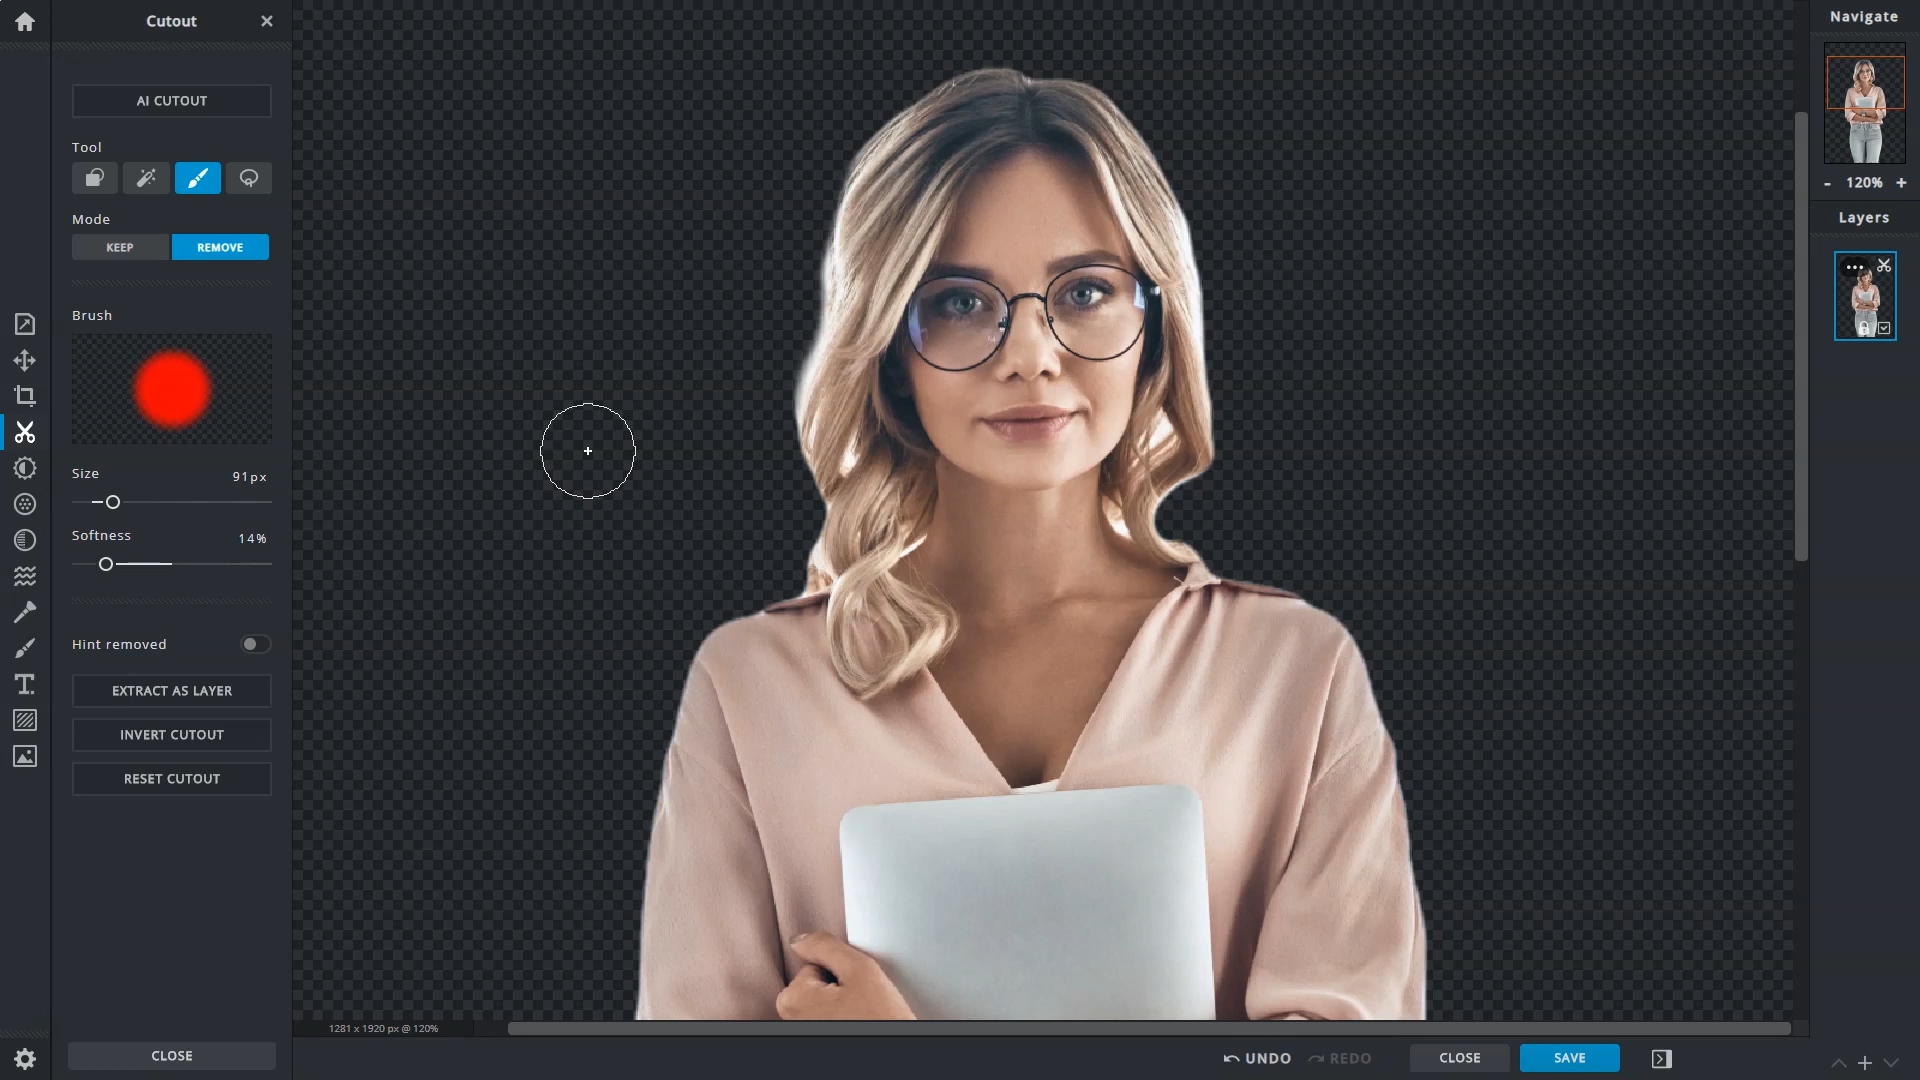 Cutout
AI CUTOUT
Tool
Mode
KEEP REMOVE
Brush
Size 91px
Softness 14%
Hint removed
EXTRACT AS LAYER
INVERT CUTOUT
RESET CUTOUT
CLOSE
1281 x 1920 px @ 120%
UNDO REDO CLOSE SAVE
Navigate
- 120% +
Layers